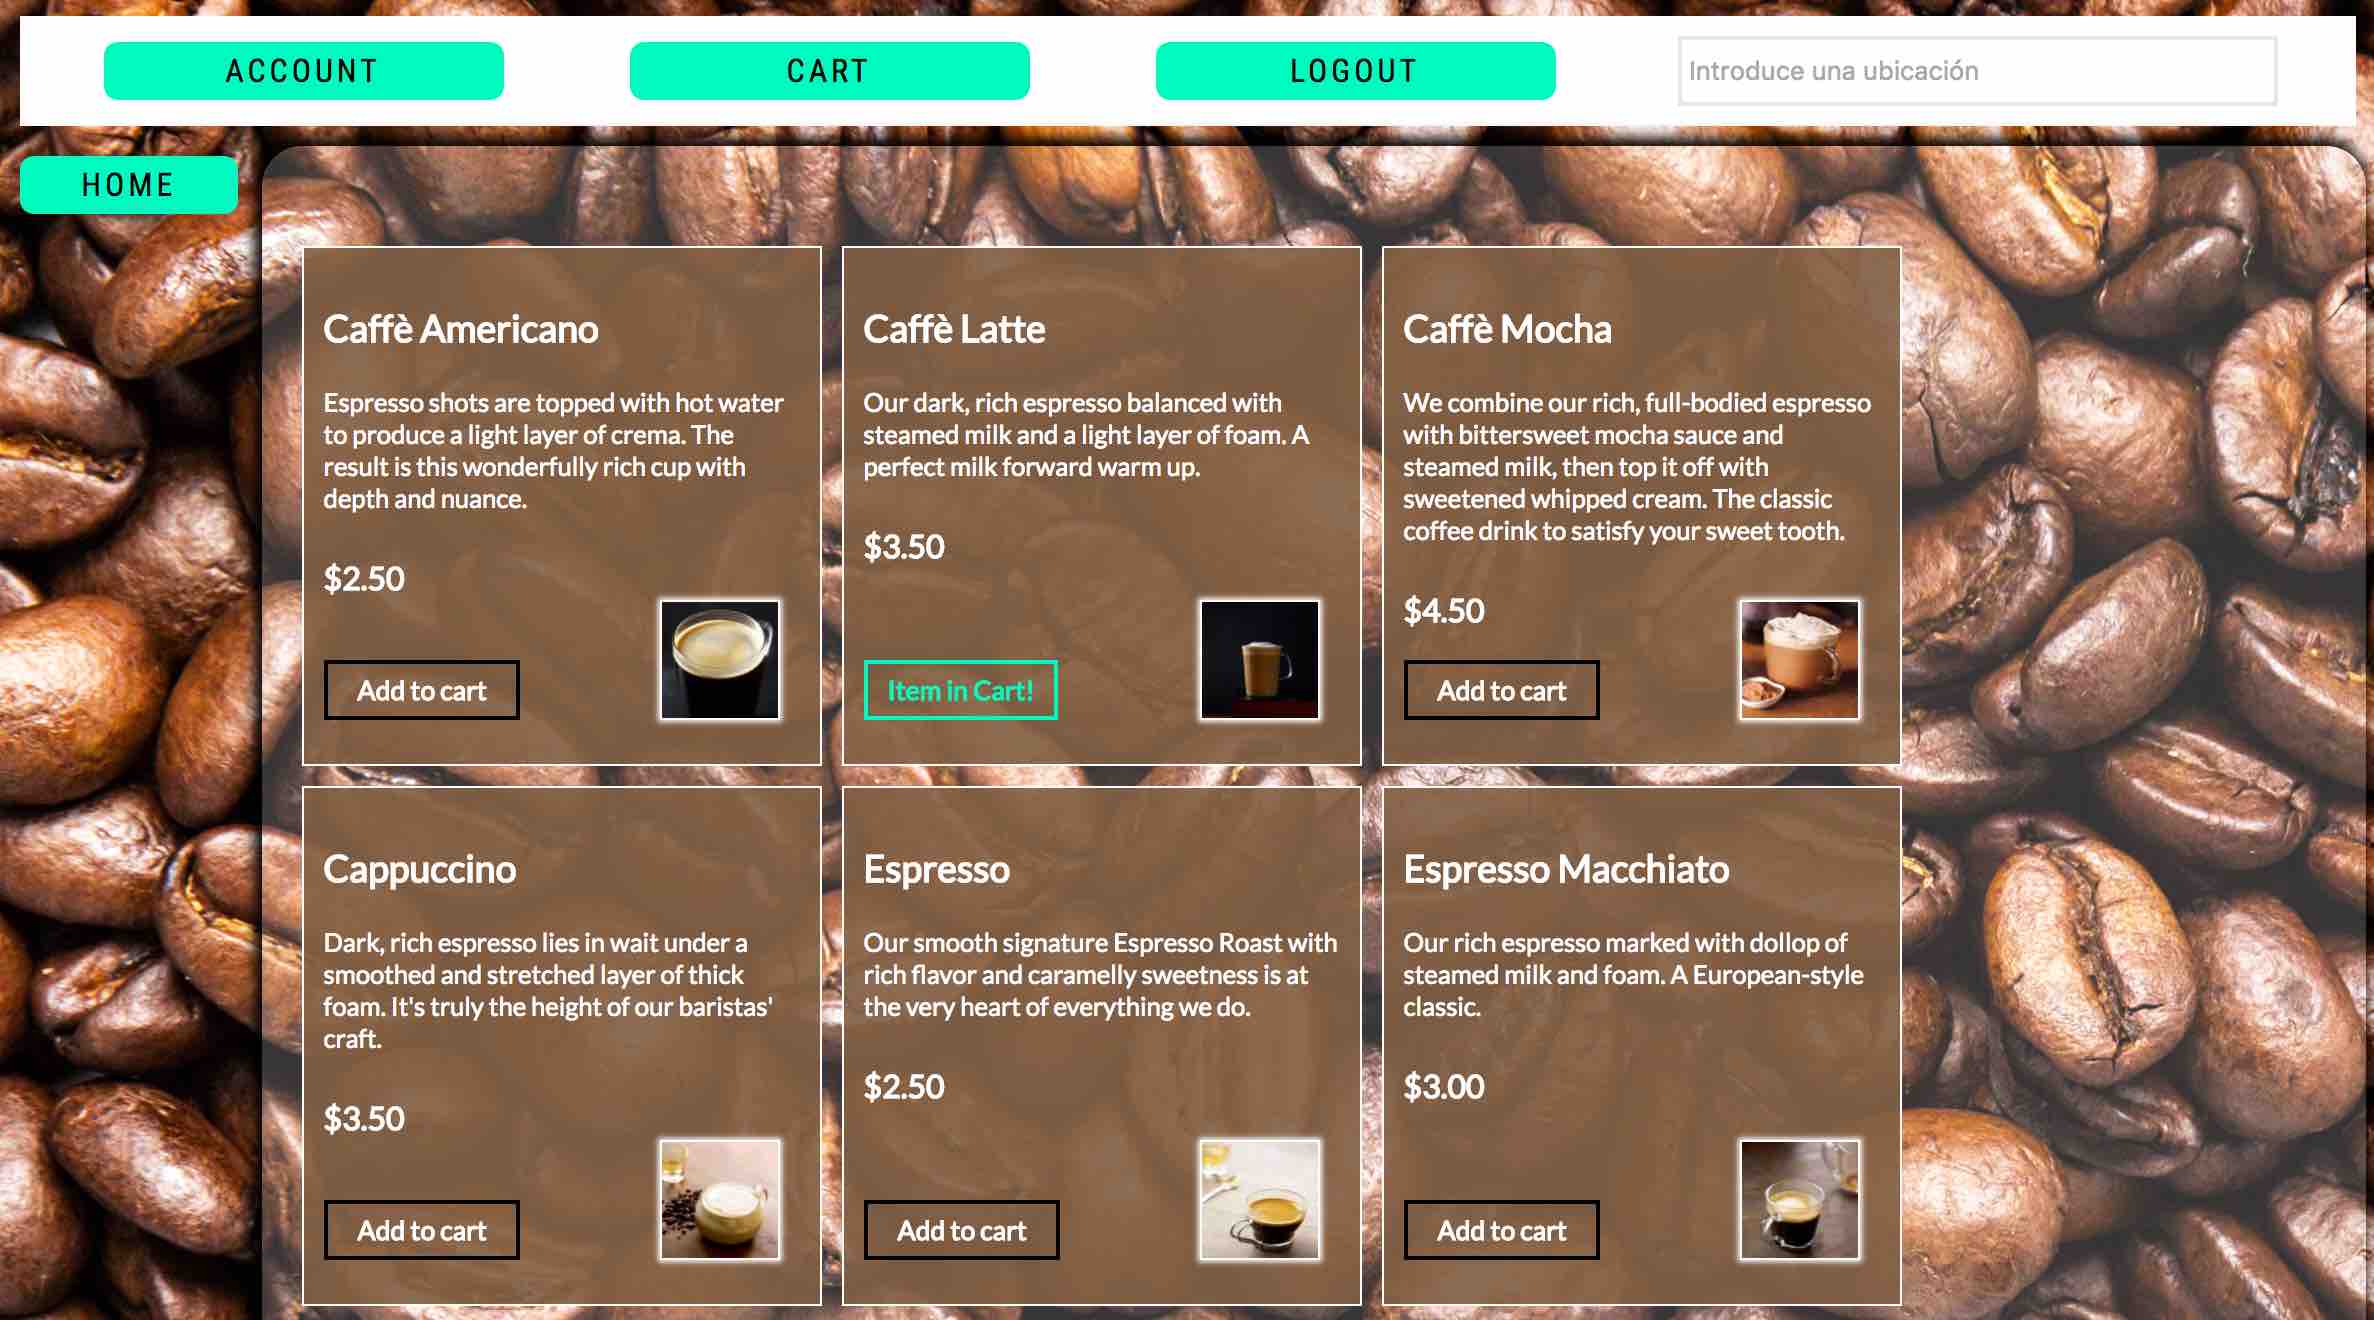 ACCOUNT
CART
LOGOUT
Introduce una ubicación
HOME
Caffè Americano
Espresso shots are topped with hot water
to produce a light layer of crema. The
result is this wonderfully rich cup with
depth and nuance.
$2.50
Add to cart
Caffè Latte
Our dark, rich espresso balanced with
steamed milk and a light layer of foam. A
perfect milk forward warm up.
$3.50
Item in Cart!
Caffè Mocha
We combine our rich, full-bodied espresso
with bittersweet mocha sauce and
steamed milk, then top it off with
sweetened whipped cream. The classic
coffee drink to satisfy your sweet tooth.
$4.50
Add to cart
Cappuccino
Dark, rich espresso lies in wait under a
smoothed and stretched layer of thick
foam. It's truly the height of our baristas'
craft.
$3.50
Add to cart
Espresso
Our smooth signature Espresso Roast with
rich flavor and caramelly sweetness is at
the very heart of everything we do.
$2.50
Add to cart
Espresso Macchiato
Our rich espresso marked with dollop of
steamed milk and foam. A European-style
classic.
$3.00
Add to cart